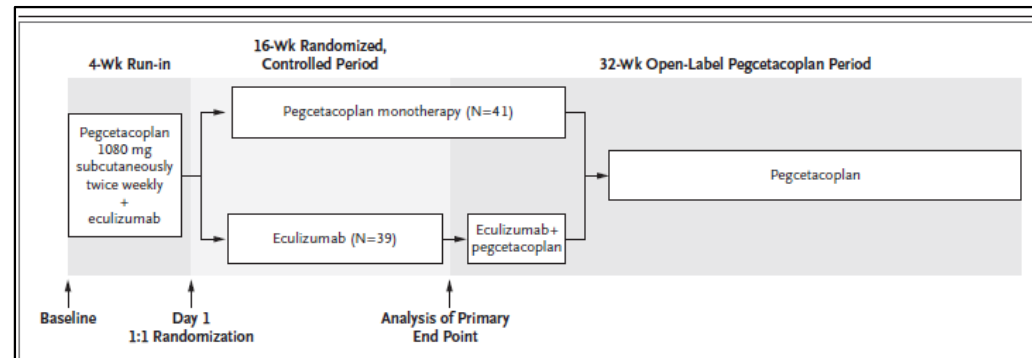 4-Wk Run-in
16-Wk Randomized,
Controlled Period
32-Wk Open-Label Pegcetacoplan Period
Pegcetacoplan
1080 mg
subcutaneously
twice weekly
+
eculizumab
Pegcetacoplan monotherapy (N=41)
Eculizumab (N=39)
Eculizumab+
pegcetacoplan
Pegcetacoplan
Baseline
Day 1
1:1 Randomization
Analysis of Primary
End Point